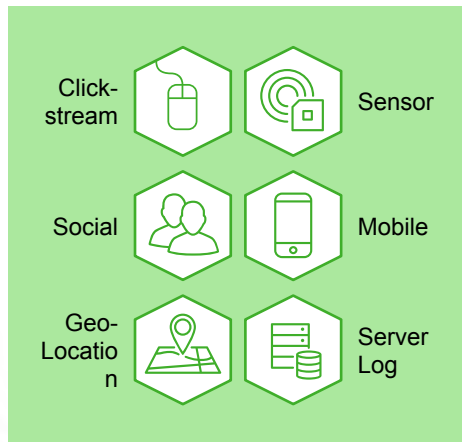 Click-
stream
Sensor
Social
Mobile
Geo-
Locatio
n
Server
Log